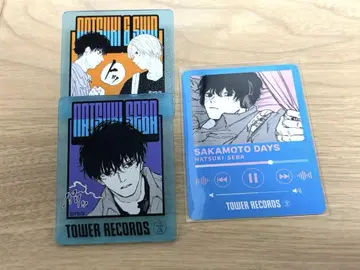 NATSUKI & SHIN
NATSUKI SEBA
TOWER RECORDS
SAKAMOTO DAYS
NATSUKI SEBA
TOWER RECORDS